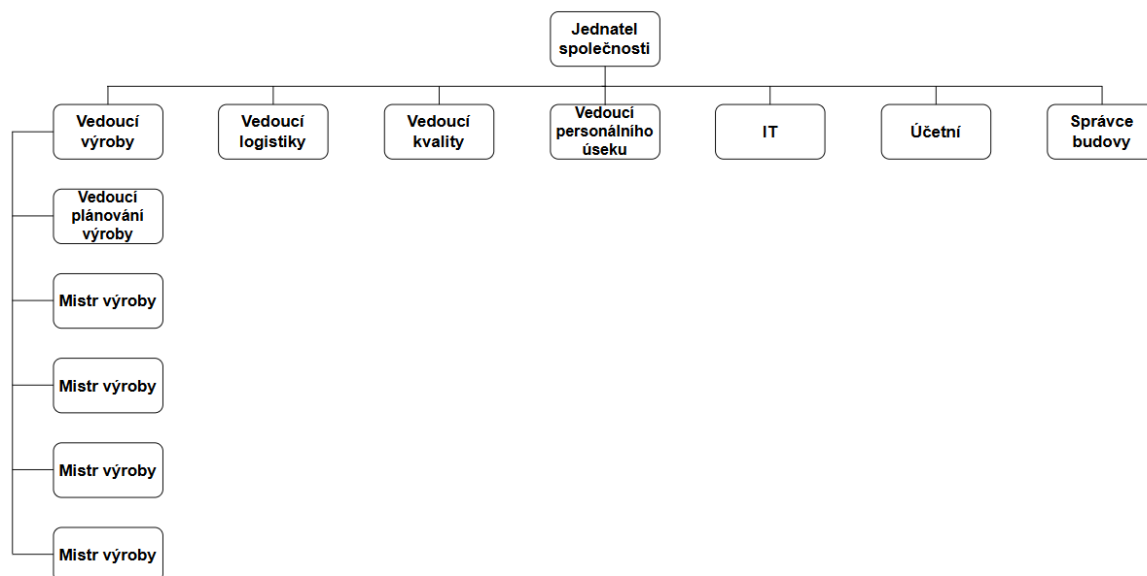 Jednatel
společnosti
Vedoucí
výroby
Vedoucí
logistiky
Vedoucí
kvality
Vedoucí
personálního
úseku
IT
Účetní
Správce
budovy
Vedoucí
plánování
výroby
Mistr výroby
Mistr výroby
Mistr výroby
Mistr výroby